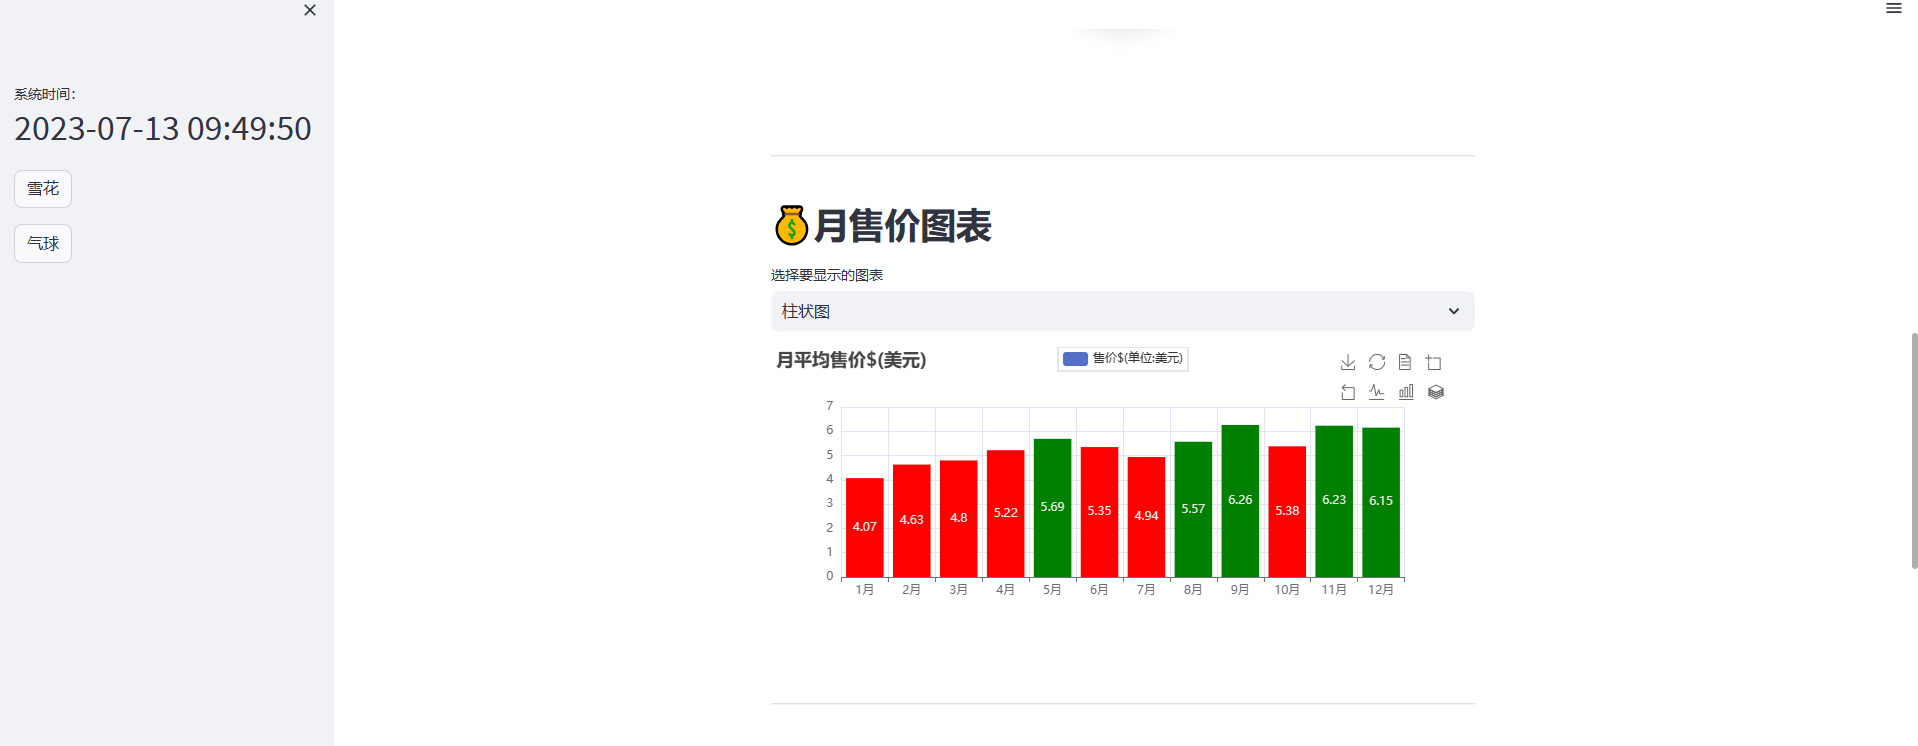 系统时间：
2023-07-13 09:49:50
雪花
气球
月售价图表
选择要显示的图表
柱状图
月平均售价$(美元)
售价$(单位:美元)
7
6
5
4
3
2
1
0
4.07
4.63
4.8
5.22
5.69
5.35
4.94
5.57
6.26
5.38
6.23
6.15
1月
2月
3月
4月
5月
6月
7月
8月
9月
10月
11月
12月